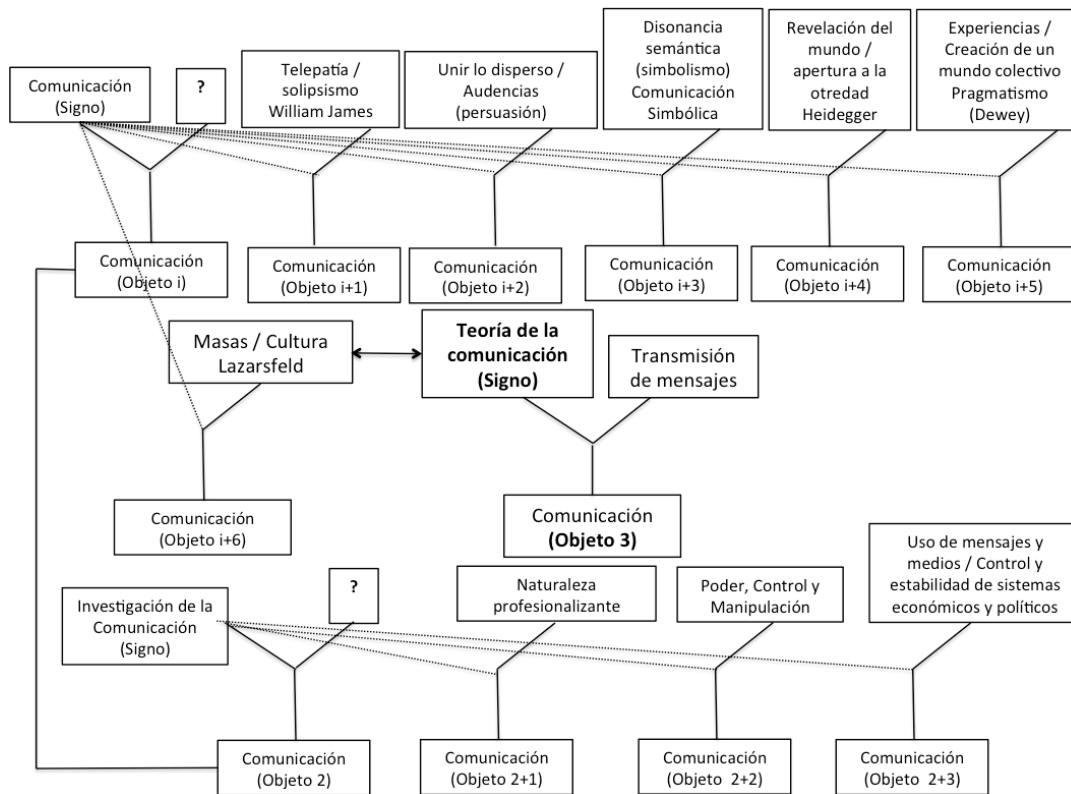 Comunicación
(Signo)
?
Telepatía /
solipsismo
William James
Unir lo disperso /
Audencias
(persuasión)
Disonancia
semántica
(simbolismo)
Comunicación
Simbólica
Revelación del
mundo /
apertura a la
otredad
Heidegger
Experiencias /
Creación de un
mundo colectivo
Pragmatismo
(Dewey)
Comunicación
(Objeto i)
Comunicación
(Objeto i+1)
Comunicación
(Objeto i+2)
Comunicación
(Objeto i+3)
Comunicación
(Objeto i+4)
Comunicación
(Objeto i+5)
Masas / Cultura
Lazarsfeld
Teoría de la
comunicación
(Signo)
Transmisión
de mensajes
Comunicación
(Objeto i+6)
Comunicación
(Objeto 3)
Investigación de la
Comunicación
(Signo)
?
Naturaleza
profesionalizante
Poder, Control y
Manipulación
Uso de mensajes y
medios / Control y
estabilidad de sistemas
económicos y políticos
Comunicación
(Objeto 2)
Comunicación
(Objeto 2+1)
Comunicación
(Objeto 2+2)
Comunicación
(Objeto 2+3)